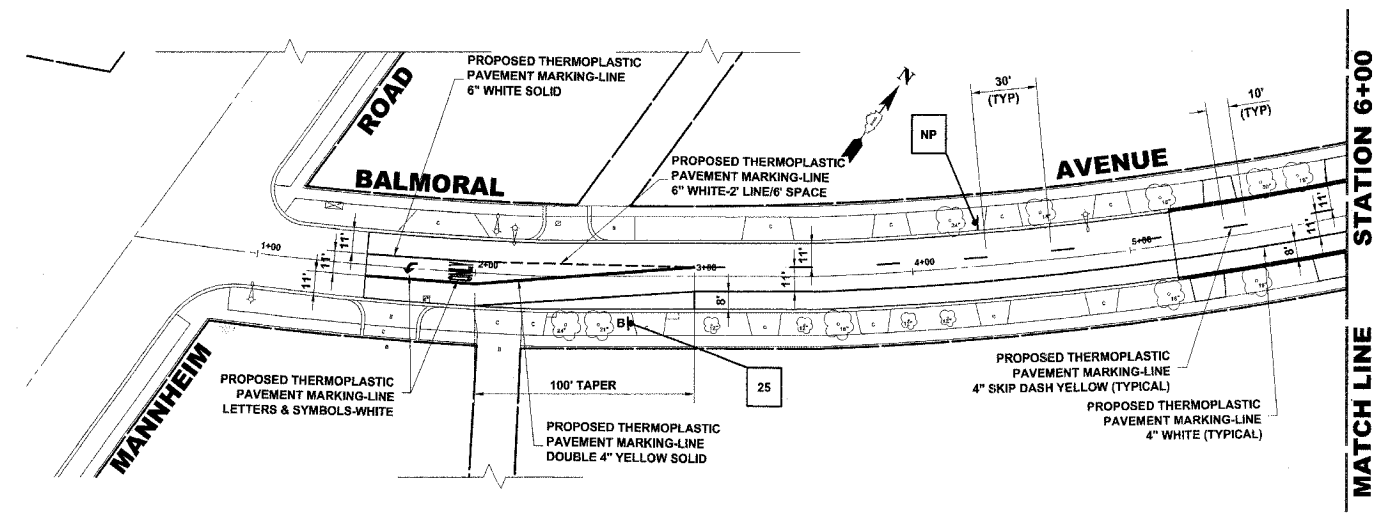 PROPOSED THERMOPLASTIC
PAVEMENT MARKING-LINE
6" WHITE SOLID
ROAD
BALMORAL
PROPOSED THERMOPLASTIC
PAVEMENT MARKING-LINE
6" WHITE-2' LINE/6' SPACE
N
NP
30'
(TYP)
10'
(TYP)
AVENUE
STATION 6+00
1+00
2+00
3+00
4+00
5+00
11'
11'
11'
11'
11'
8'
11'
11'
8'
B
25
100' TAPER
PROPOSED THERMOPLASTIC
PAVEMENT MARKING-LINE
LETTERS & SYMBOLS-WHITE
MANNHEIM
PROPOSED THERMOPLASTIC
PAVEMENT MARKING-LINE
DOUBLE 4" YELLOW SOLID
PROPOSED THERMOPLASTIC
PAVEMENT MARKING-LINE
4" SKIP DASH YELLOW (TYPICAL)
PROPOSED THERMOPLASTIC
PAVEMENT MARKING-LINE
4" WHITE (TYPICAL)
MATCH LINE